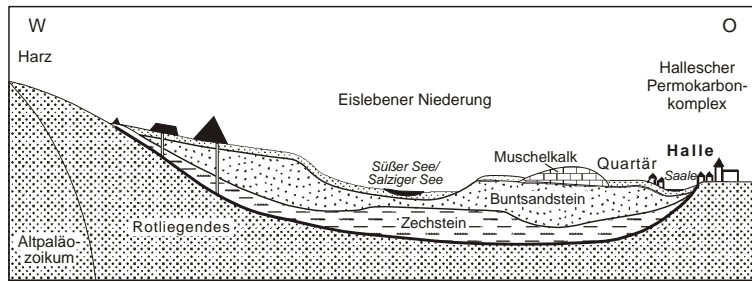 W
O
Harz
Hallescher
Permokarbon-
komplex
Eislebener Niederung
Halle
Muschelkalk
Quartär
Süßer See/
Salziger See
Saale
Buntsandstein
Zechstein
Rotliegendes
Altpaläo-
zoikum